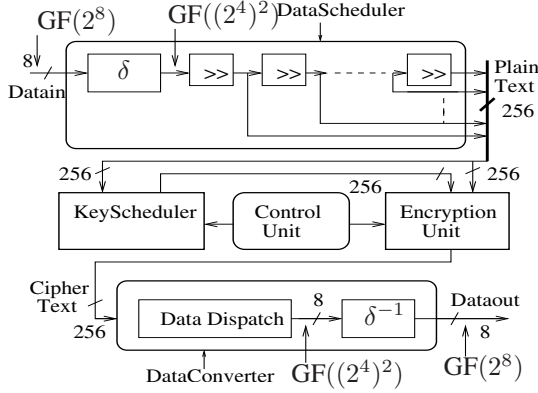 DataScheduler
GF(2^8)
GF((2^4)^2)
8
Datain
δ
>>
>>
>>
Plain
Text
256
256
256
256
KeyScheduler
Control
Unit
Encryption
Unit
Cipher
Text
256
Data Dispatch
8
δ^{-1}
Dataout
8
DataConverter
GF((2^4)^2)
GF(2^8)